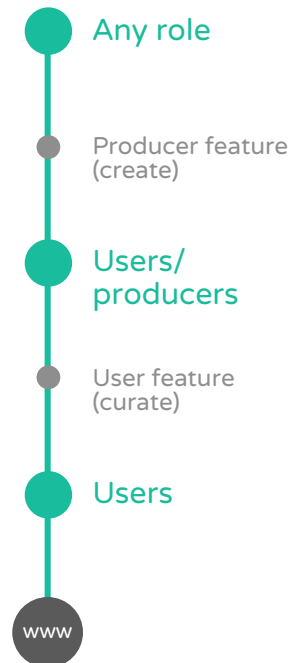 Any role
Producer feature
(create)
Users/
producers
User feature
(curate)
Users
www